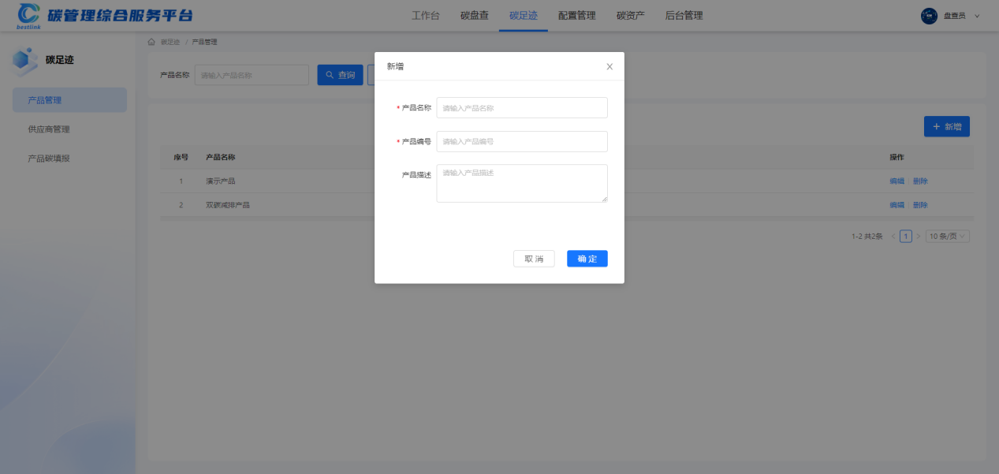 碳管理综合服务平台
bestlink
工作台 碳盘查 碳足迹 配置管理 碳资产 后台管理
盘查员
碳足迹 / 产品管理
碳足迹
产品管理
供应商管理
产品碳填报
产品名称 请输入产品名称 查询
+ 新增
序号 产品名称 操作
1 演示产品 编辑 删除
2 双碳减排产品 编辑 删除
1-2 共2条 < 1 > 10 条/页
新增
* 产品名称 请输入产品名称
* 产品编号 请输入产品编号
产品描述 请输入产品描述
取 消 确 定